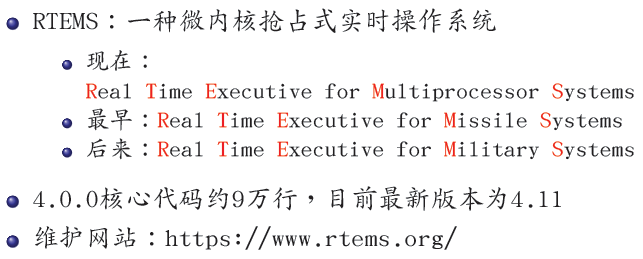 RTEMS：一种微内核抢占式实时操作系统
现在：
Real Time Executive for Multiprocessor Systems
最早：Real Time Executive for Missile Systems
后来：Real Time Executive for Military Systems
4.0.0核心代码约9万行，目前最新版本为4.11
维护网站：https://www.rtems.org/